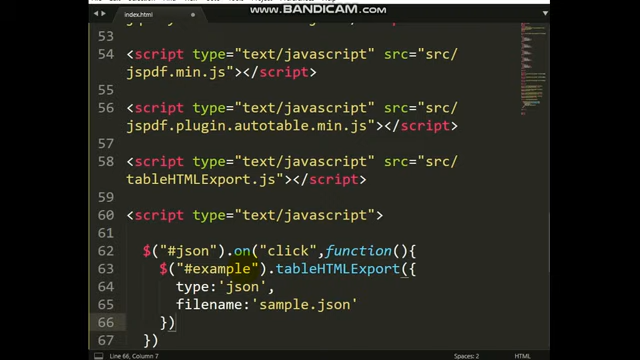 WWW.BANDICAM.COM
index.html
53
54 <script type="text/javascript" src="src/
jspdf.min.js"></script>
55
56 <script type="text/javascript" src="src/
jspdf.plugin.autotable.min.js"></script>
57
58 <script type="text/javascript" src="src/
tableHTMLExport.js"></script>
59
60 <script type="text/javascript">
61
62 $("#json").on("click",function(){
63 $("#example").tableHTMLExport({
64 type:'json',
65 filename:'sample.json'
66 })
67 })
Line 66, Column 7 Spaces: 2 HTML